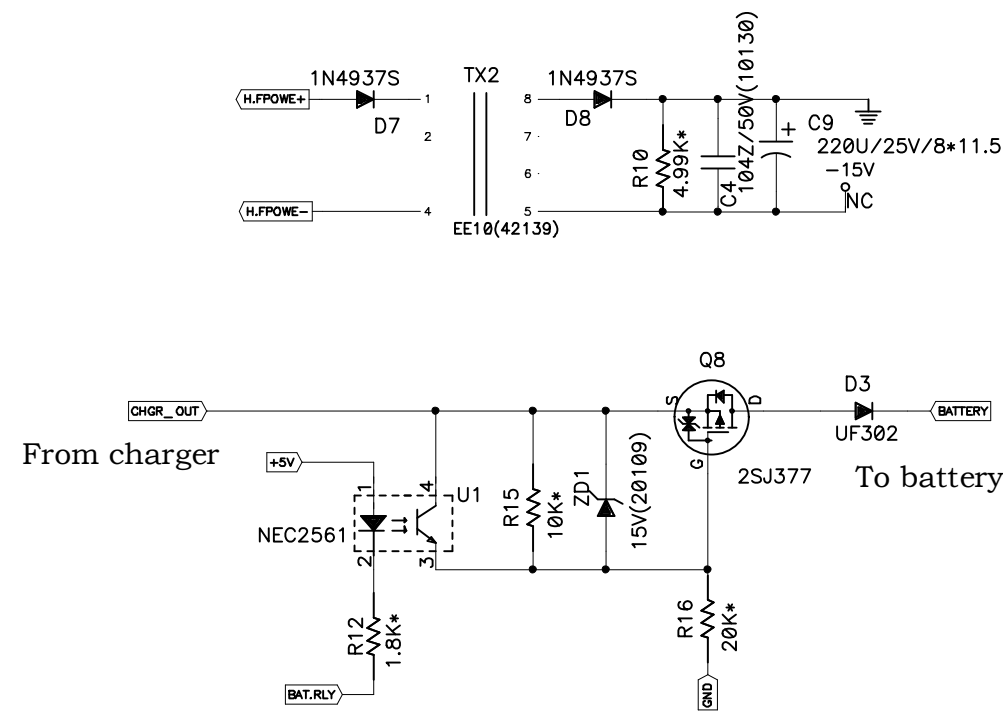 1N4937S
TX2
1N4937S
H.FPOWE+
1
8
D7
D8
2
7
6
H.FPOWE-
4
5
EE10(42139)
R10
4.99K*
C4
104Z/50V(10130)
+
C9
220U/25V/8*11.5
-15V
NC
Q8
S
D
G
2SJ377
D3
UF302
CHGR_OUT
BATTERY
From charger
To battery
+5V
1
4
U1
NEC2561
2
3
R15
10K*
ZD1
15V(20109)
R12
1.8K*
R16
20K*
BAT.RLY
GND